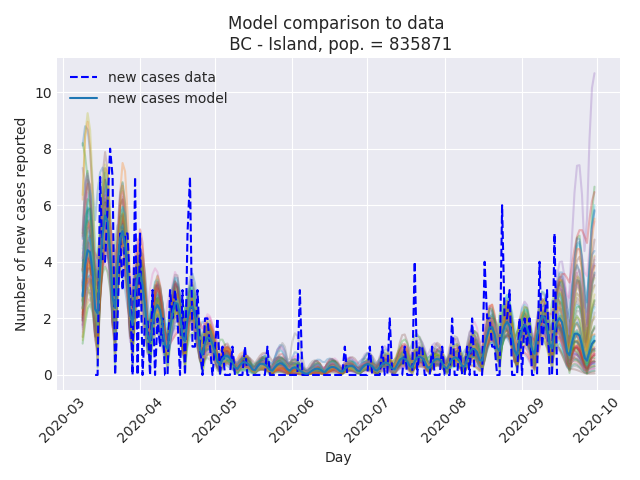 Model comparison to data
BC - Island, pop. = 835871
new cases data
new cases model
Number of new cases reported
10
8
6
4
2
0
2020-03
2020-04
2020-05
2020-06
2020-07
2020-08
2020-09
2020-10
Day